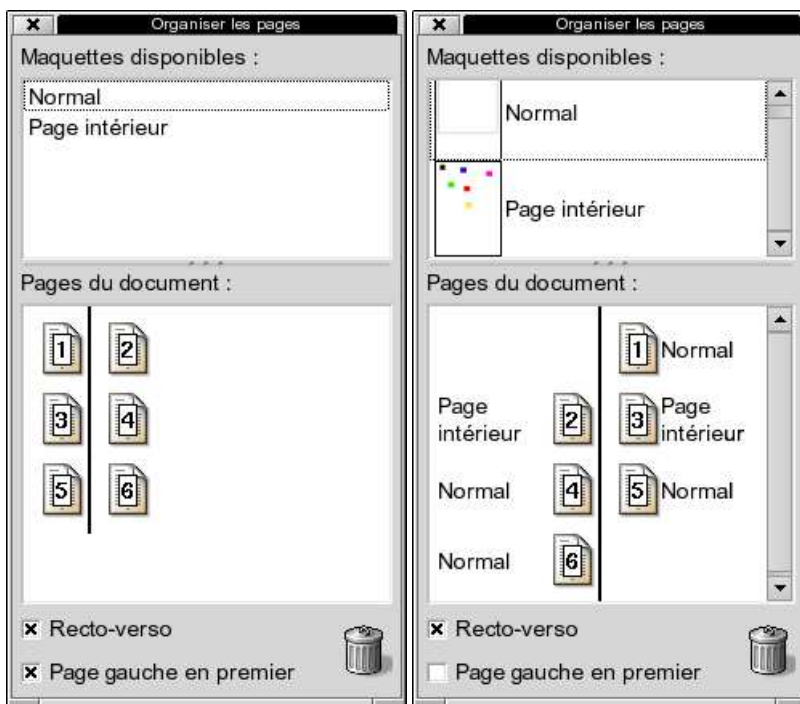 Organiser les pages
Maquettes disponibles :
Normal
Page intérieur
Pages du document :
1 2
3 4
5 6
Recto-verso
Page gauche en premier
Organiser les pages
Maquettes disponibles :
Normal
Page intérieur
Pages du document :
1 Normal
Page intérieur 2 3 Page intérieur
Normal 4 5 Normal
Normal 6
Recto-verso
Page gauche en premier